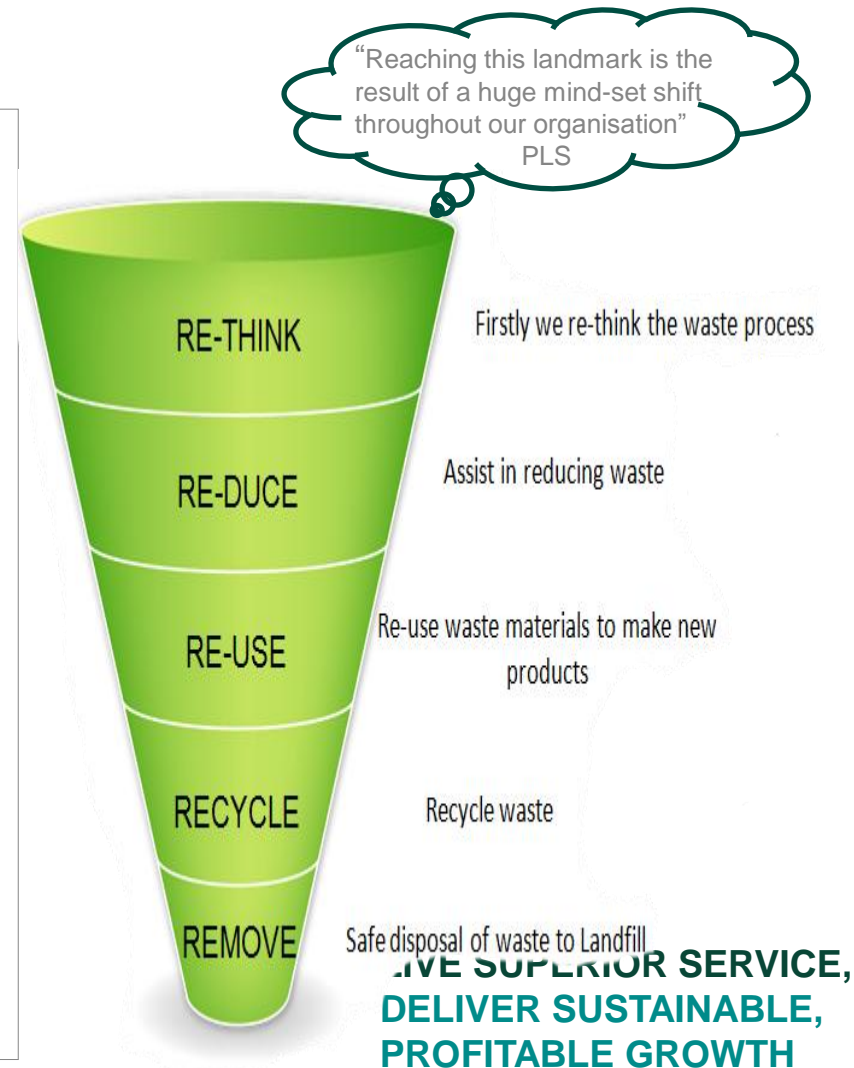 “Reaching this landmark is the
result of a huge mind-set shift
throughout our organisation”
PLS
RE-THINK
Firstly we re-think the waste process
RE-DUCE
Assist in reducing waste
RE-USE
Re-use waste materials to make new
products
RECYCLE
Recycle waste
REMOVE
Safe disposal of waste to Landfill
SUPERIOR SERVICE,
DELIVER SUSTAINABLE,
PROFITABLE GROWTH